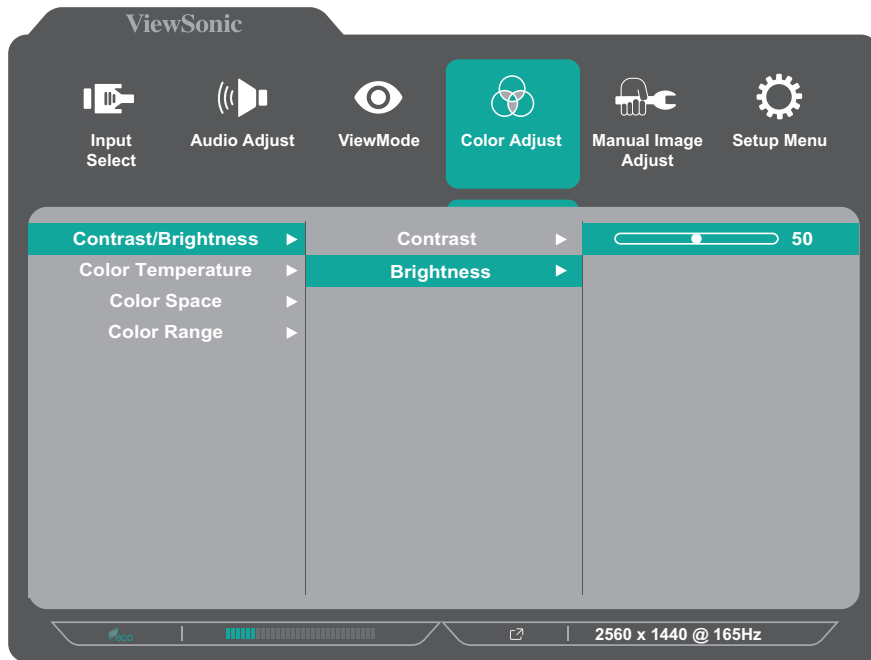 ViewSonic
Input
Select
Audio Adjust
ViewMode
Color Adjust
Manual Image
Adjust
Setup Menu
Contrast/Brightness
Color Temperature
Color Space
Color Range
Contrast
Brightness
50
eco
2560 x 1440 @ 165Hz